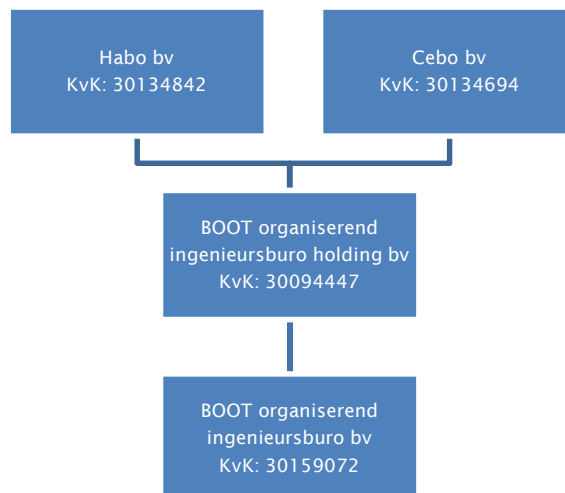 Habo bv
KvK: 30134842
Cebo bv
KvK: 30134694
BOOT organiserend
ingenieursburo holding bv
KvK: 30094447
BOOT organiserend
ingenieursburo bv
KvK: 30159072